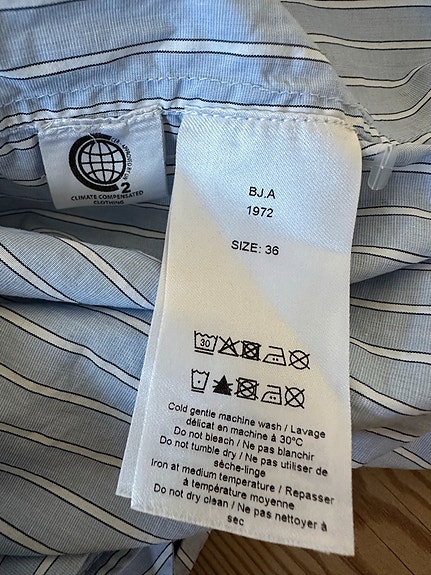 2
CLIMATE COMPENSATED
CLOTHING
BJ.A
1972
SIZE: 36
30
Cold gentle machine wash / Lavage
délicat en machine à 30°C
Do not bleach / Ne pas blanchir
Do not tumble dry / Ne pas utiliser de
sèche-linge
Iron at medium temperature / Repasser
à température moyenne
Do not dry clean / Ne pas nettoyer à
sec